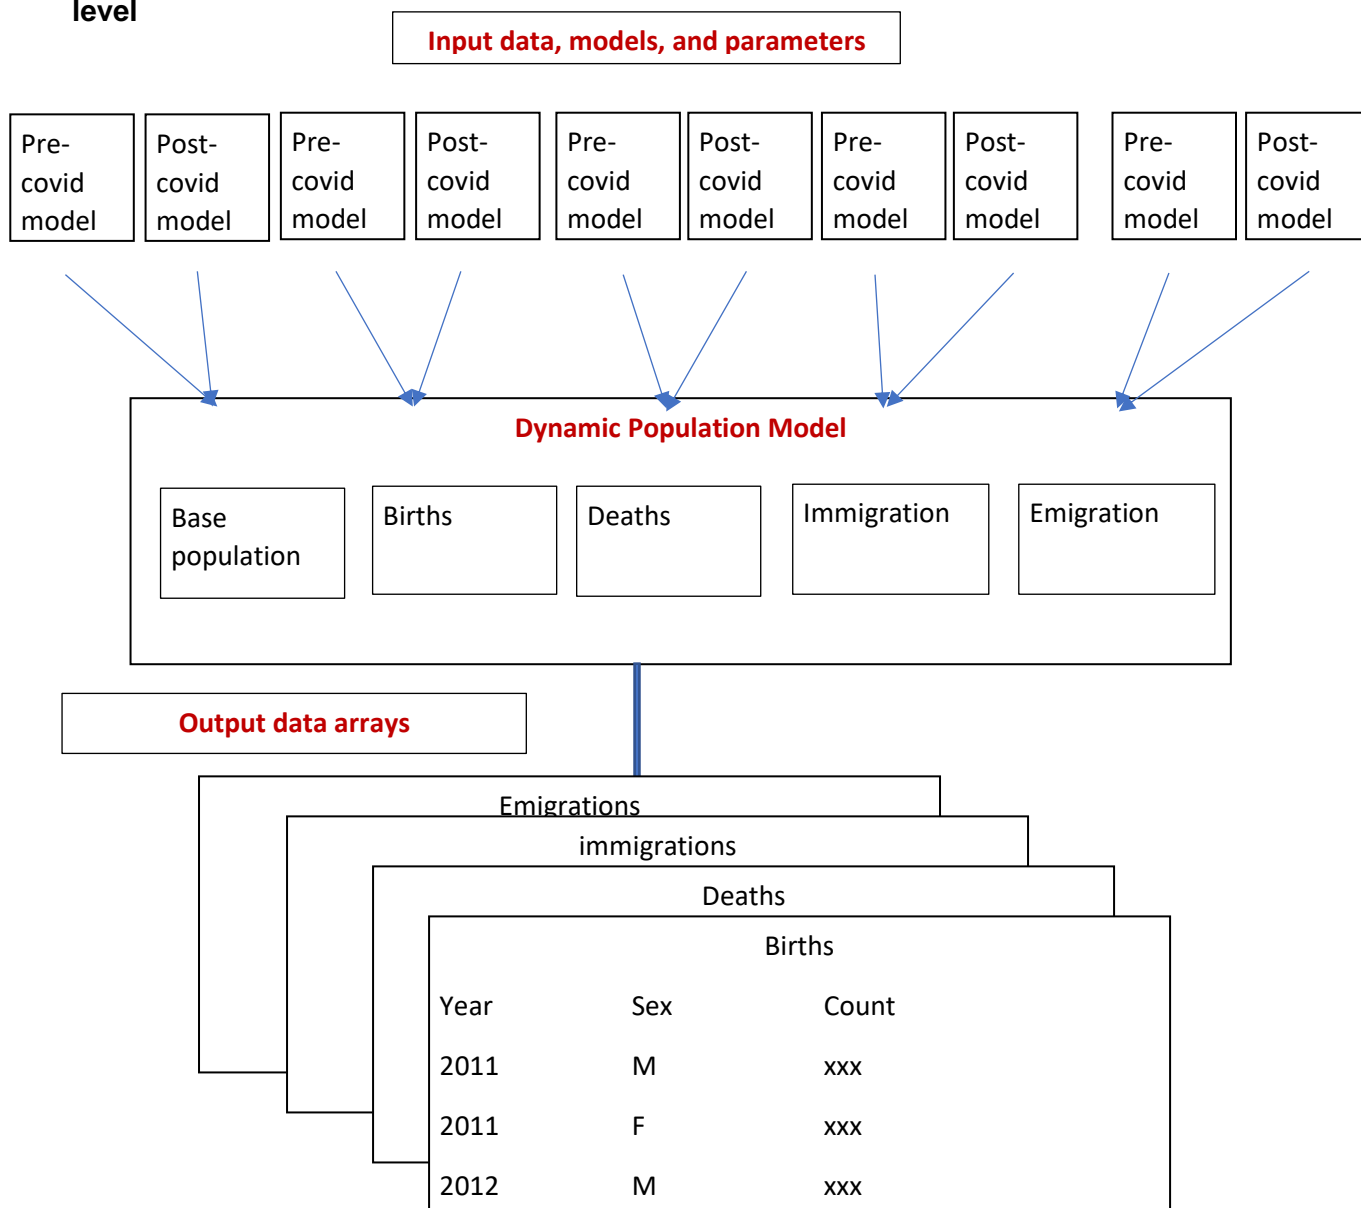 level
Input data, models, and parameters
Pre-
covid
model
Post-
covid
model
Pre-
covid
model
Post-
covid
model
Pre-
covid
model
Post-
covid
model
Pre-
covid
model
Post-
covid
model
Pre-
covid
model
Post-
covid
model
Dynamic Population Model
Base
population
Births
Deaths
Immigration
Emigration
Output data arrays
Emigrations
immigrations
Deaths
Births
Year Sex Count
2011 M xxx
2011 F xxx
2012 M xxx